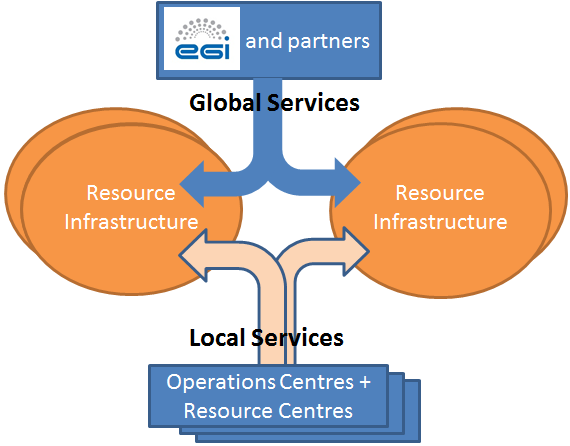 egi and partners
Global Services
Resource
Infrastructure
Resource
Infrastructure
Local Services
Operations Centres +
Resource Centres